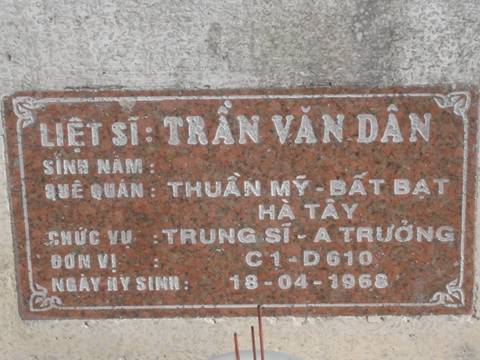 LIỆT SĨ: TRẦN VĂN DÂN
SINH NĂM:
QUÊ QUÁN: THUẦN MỸ - BẤT BẠT
HÀ TÂY
CHỨC VỤ : TRUNG SĨ - A TRƯỞNG
ĐƠN VỊ : C1 - D610
NGÀY HY SINH: 18-04-1968